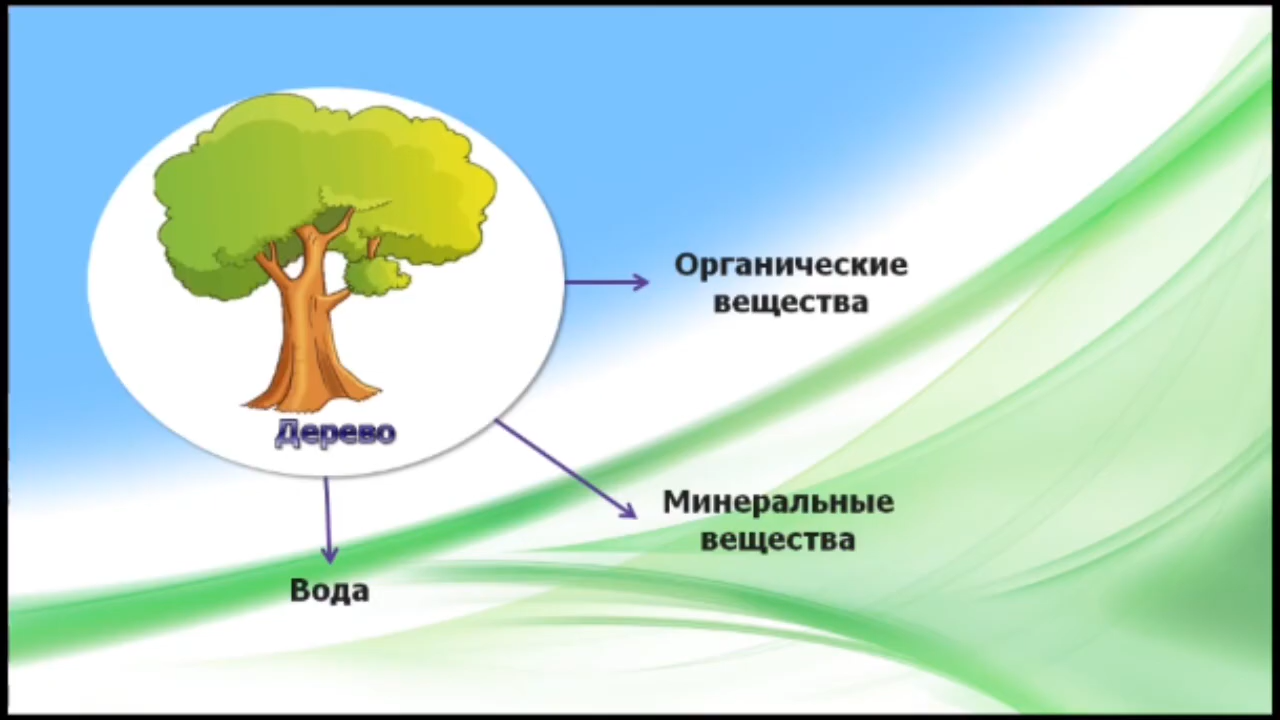 Дерево
Органические
вещества
Минеральные
вещества
Вода